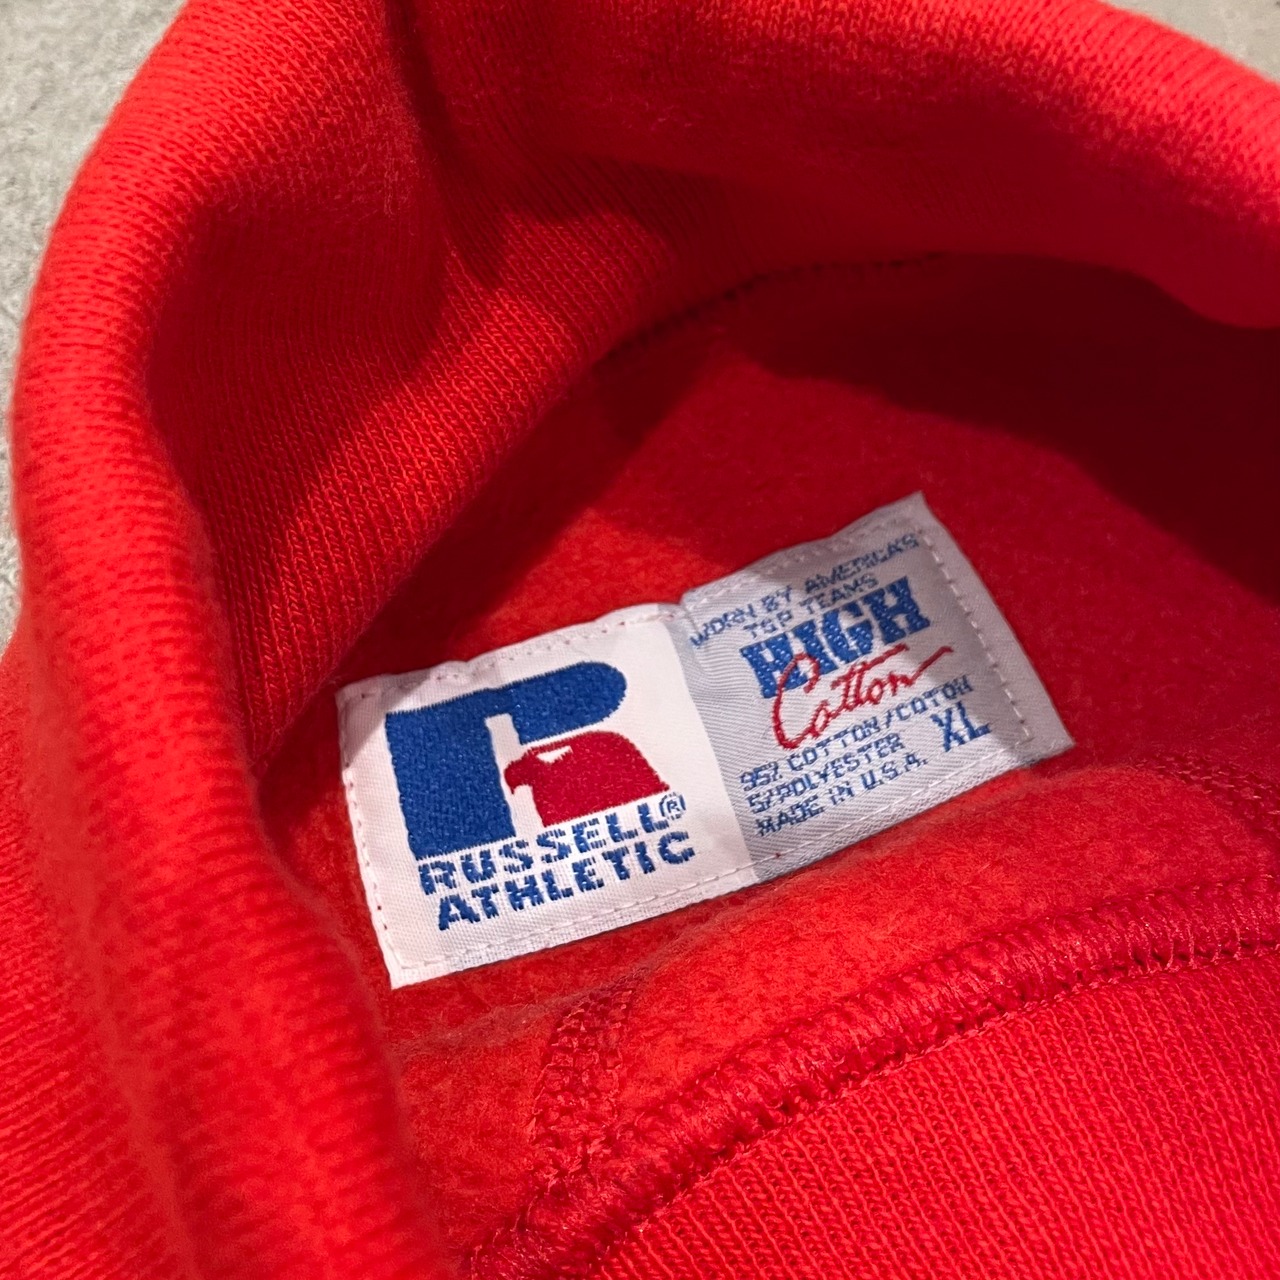 RUSSELL®
ATHLETIC
WORN BY AMERICA'S
TOP TEAMS
HIGH
Cotton
95% COTTON/COTON
5/POLYESTER XL
MADE IN U.S.A.